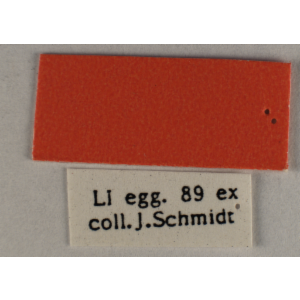 LI egg. 89 ex
coll. J. Schmidt